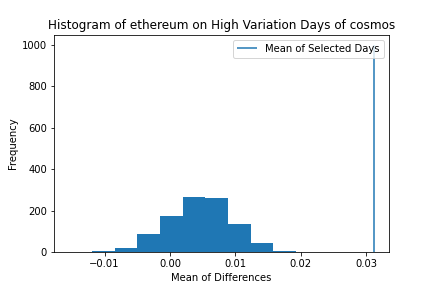 Histogram of ethereum on High Variation Days of cosmos
Mean of Selected Days
1000
800
600
400
200
0
Frequency
−0.01 0.00 0.01 0.02 0.03
Mean of Differences